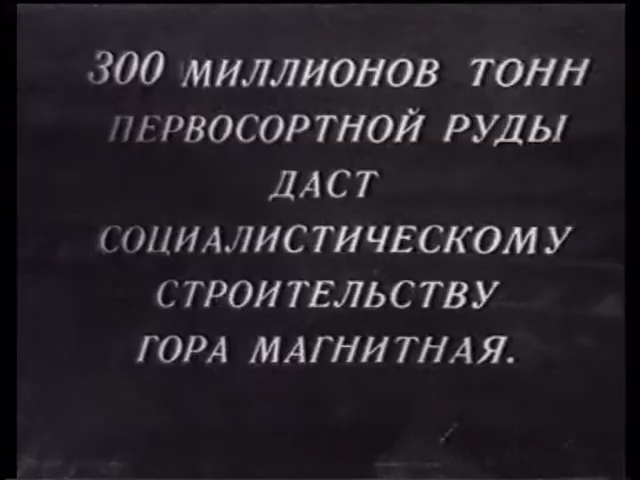 300 МИЛЛИОНОВ ТОНН
ПЕРВОСОРТНОЙ РУДЫ
ДАСТ
СОЦИАЛИСТИЧЕСКОМУ
СТРОИТЕЛЬСТВУ
ГОРА МАГНИТНАЯ.